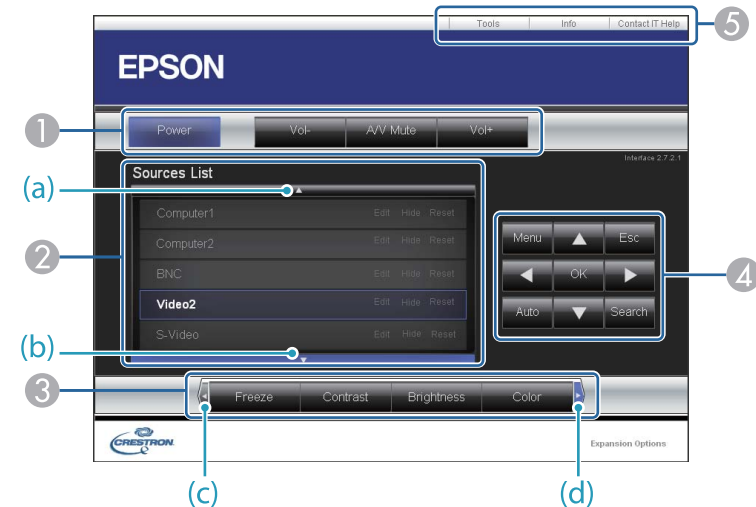 Tools Info Contact IT Help
5
EPSON
1
Power Vol- A/V Mute Vol+
Interface 2.7.2.1
Sources List
(a)
Computer1 Edit Hide Reset
Computer2 Edit Hide Reset
2
BNC Edit Hide Reset
Video2 Edit Hide Reset
S-Video Edit Hide Reset
(b)
Menu Esc
OK
4
Auto Search
3
Freeze Contrast Brightness Color
CRESTRON
Expansion Options
(c) (d)